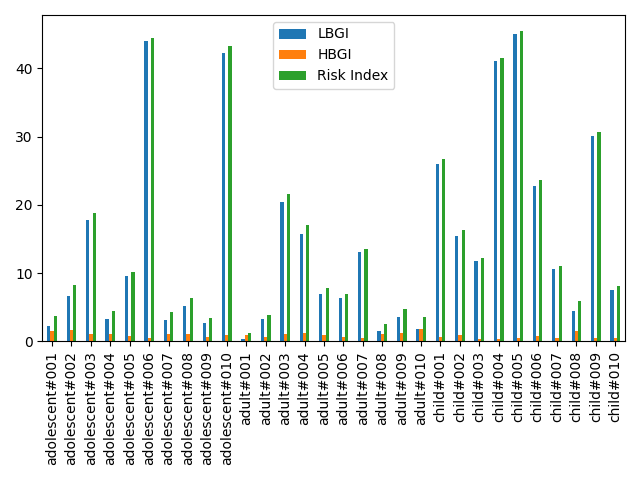 LBGI
HBGI
Risk Index
40
30
20
10
0
adolescent#001
adolescent#002
adolescent#003
adolescent#004
adolescent#005
adolescent#006
adolescent#007
adolescent#008
adolescent#009
adolescent#010
adult#001
adult#002
adult#003
adult#004
adult#005
adult#006
adult#007
adult#008
adult#009
adult#010
child#001
child#002
child#003
child#004
child#005
child#006
child#007
child#008
child#009
child#010